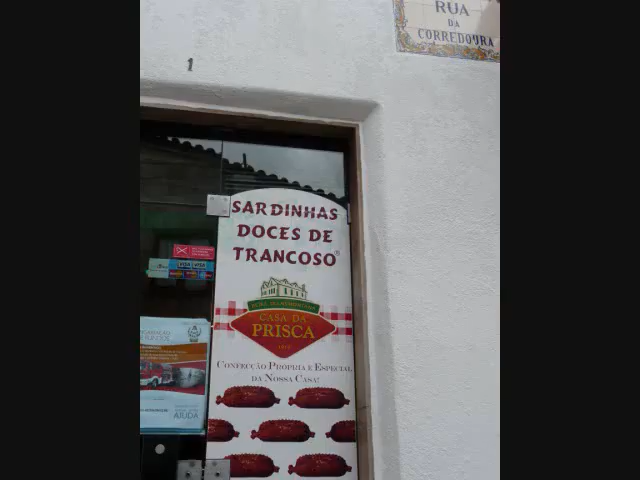 RUA
DA
CORREDOURA
1
SARDINHAS
DOCES DE
TRANCOSO®
CASA DA
PRISCA
CONFECÇÃO PRÓPRIA E ESPECIAL
DA NOSSA CASA!
VISA
AJUDA